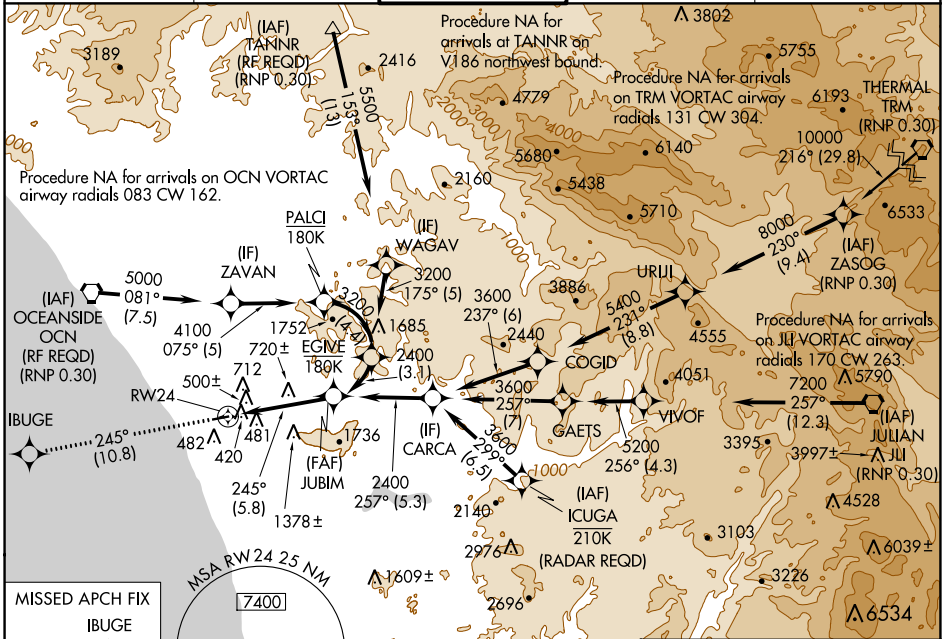 3189
(IAF)
TANNR
(RF REQD)
(RNP 0.30)
2416
5500
153°
(13)
Procedure NA for
arrivals at TANNR on
V186 northwest bound.
3802
5755
4779
Procedure NA for arrivals
on TRM VORTAC airway
radials 131 CW 304.
6193
THERMAL
TRM
(RNP 0.30)
10000
216° (29.8)
4000
5680
6140
5438
5710
2160
6533
Procedure NA for arrivals on OCN VORTAC
airway radials 083 CW 162.
8000
230°
(9.4)
(IAF)
ZASOG
(RNP 0.30)
PALCI
180K
(IF)
WAGAV
3200
175° (5)
(IF)
ZAVAN
5000
081°
(7.5)
(IAF)
OCEANSIDE
OCN
(RF REQD)
(RNP 0.30)
4100
075° (5)
3200
(4.4)
1752
1685
EGIVE
180K
2400
(3.1)
3600
237° (6)
2440
3886
URIJI
5400
231°
(8.8)
4555
COGID
Procedure NA for arrivals
on JLI VORTAC airway
radials 170 CW 263.
5790
7200
257°
(12.3)
(IAF)
JULIAN
JLI
(RNP 0.30)
4051
VIVOF
3600
257°
(7)
GAETS
5200
256° (4.3)
3395
3997±
720±
712
500±
RW24
482
420
481
IBUGE
245°
(10.8)
245°
(5.8)
1378±
1736
(FAF)
JUBIM
2400
257° (5.3)
(IF)
CARCA
3600
299°
(6.5)
1000
(IAF)
ICUGA
210K
(RADAR REQD)
2140
2976
2696
3103
3226
4528
6039±
6534
1609±
MSA RW24 25 NM
7400
MISSED APCH FIX
IBUGE